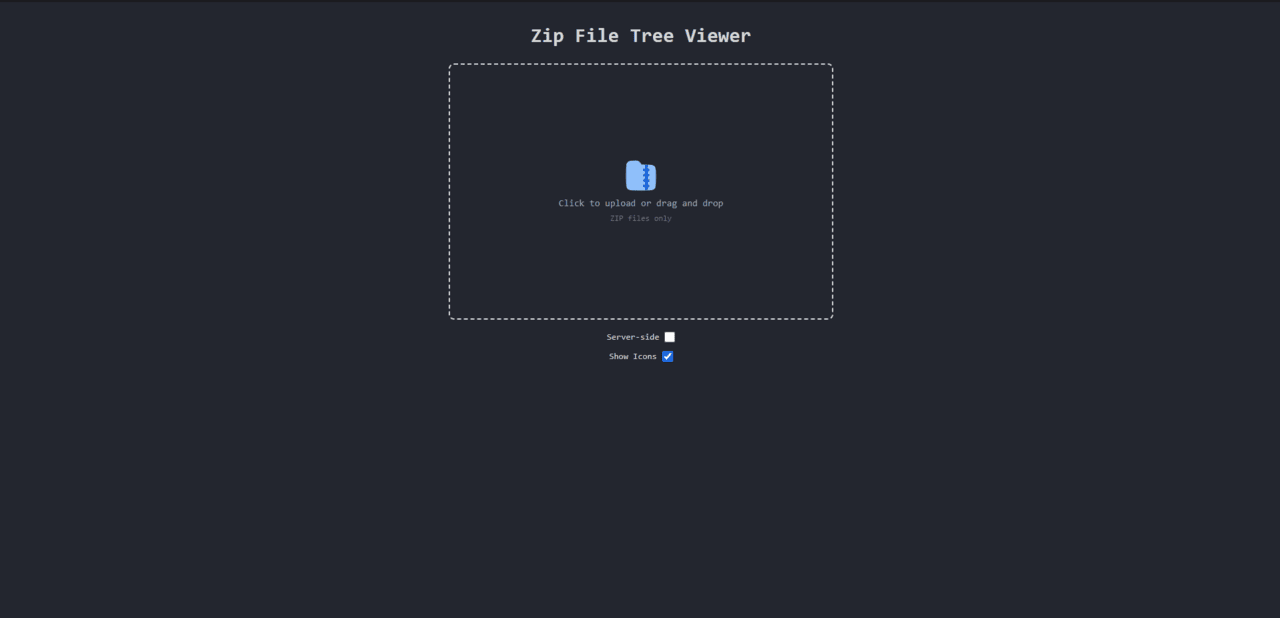 Zip File Tree Viewer
Click to upload or drag and drop
ZIP files only
Server-side
Show Icons